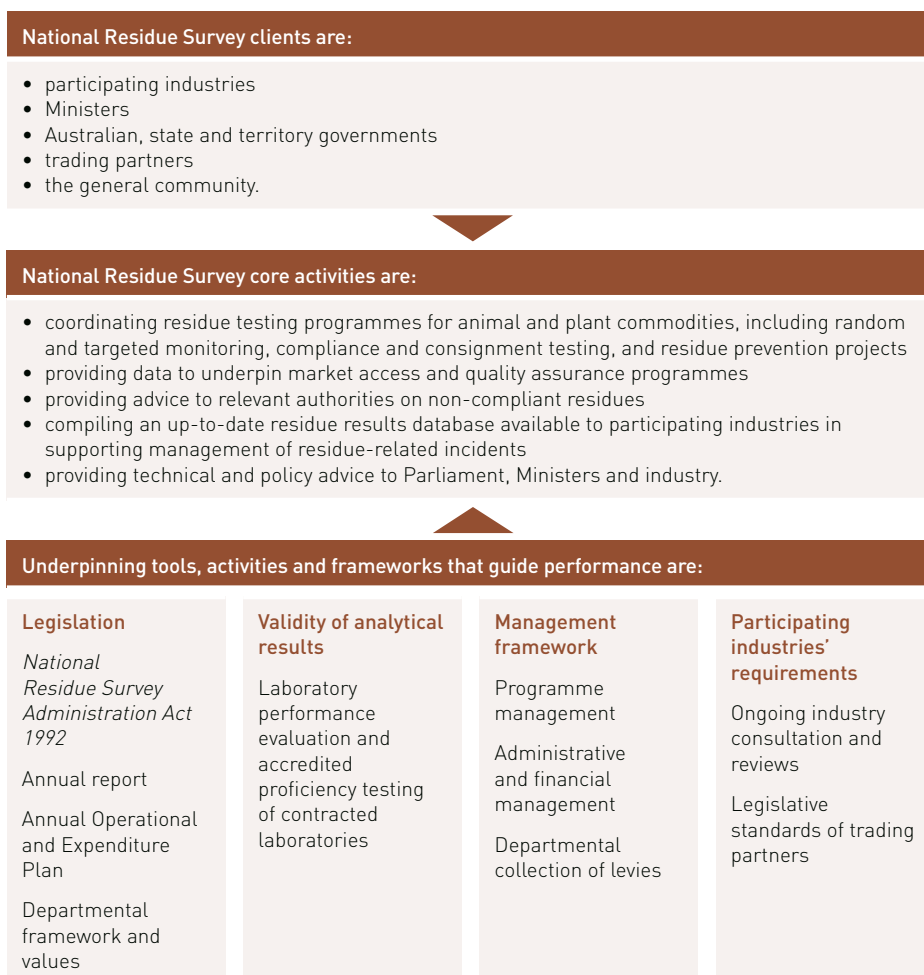 National Residue Survey clients are:
• participating industries
• Ministers
• Australian, state and territory governments
• trading partners
• the general community.
National Residue Survey core activities are:
• coordinating residue testing programmes for animal and plant commodities, including random
and targeted monitoring, compliance and consignment testing, and residue prevention projects
• providing data to underpin market access and quality assurance programmes
• providing advice to relevant authorities on non-compliant residues
• compiling an up-to-date residue results database available to participating industries in
supporting management of residue-related incidents
• providing technical and policy advice to Parliament, Ministers and industry.
Underpinning tools, activities and frameworks that guide performance are:
Legislation
National
Residue Survey
Administration Act
1992
Annual report
Annual Operational
and Expenditure
Plan
Departmental
framework and
values
Validity of analytical
results
Laboratory
performance
evaluation and
accredited
proficiency testing
of contracted
laboratories
Management
framework
Programme
management
Administrative
and financial
management
Departmental
collection of levies
Participating
industries’
requirements
Ongoing industry
consultation and
reviews
Legislative
standards of trading
partners